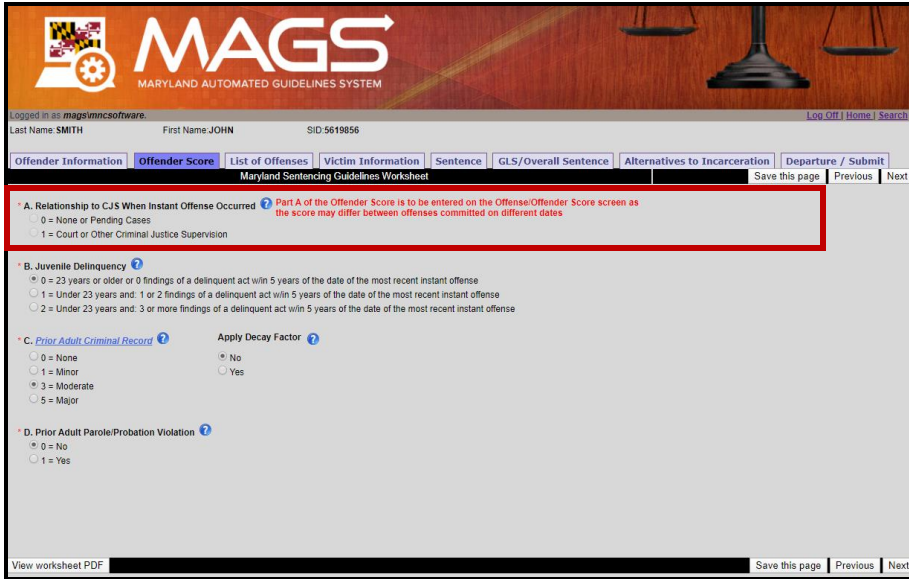 MAGS
MARYLAND AUTOMATED GUIDELINES SYSTEM
Logged in as mags\mncsoftware.
Log Off | Home | Search
Last Name: SMITH First Name: JOHN SID: 5619856
Offender Information Offender Score List of Offenses Victim Information Sentence GLS/Overall Sentence Alternatives to Incarceration Departure / Submit
Maryland Sentencing Guidelines Worksheet Save this page Previous Next
* A. Relationship to CJS When Instant Offense Occurred ? Part A of the Offender Score is to be entered on the Offense/Offender Score screen as
the score may differ between offenses committed on different dates
0 = None or Pending Cases
1 = Court or Other Criminal Justice Supervision
* B. Juvenile Delinquency ?
0 = 23 years or older or 0 findings of a delinquent act w/in 5 years of the date of the most recent instant offense
1 = Under 23 years and: 1 or 2 findings of a delinquent act w/in 5 years of the date of the most recent instant offense
2 = Under 23 years and: 3 or more findings of a delinquent act w/in 5 years of the date of the most recent instant offense
* C. Prior Adult Criminal Record ? Apply Decay Factor ?
0 = None No
1 = Minor Yes
3 = Moderate
5 = Major
* D. Prior Adult Parole/Probation Violation ?
0 = No
1 = Yes
View worksheet PDF Save this page Previous Next